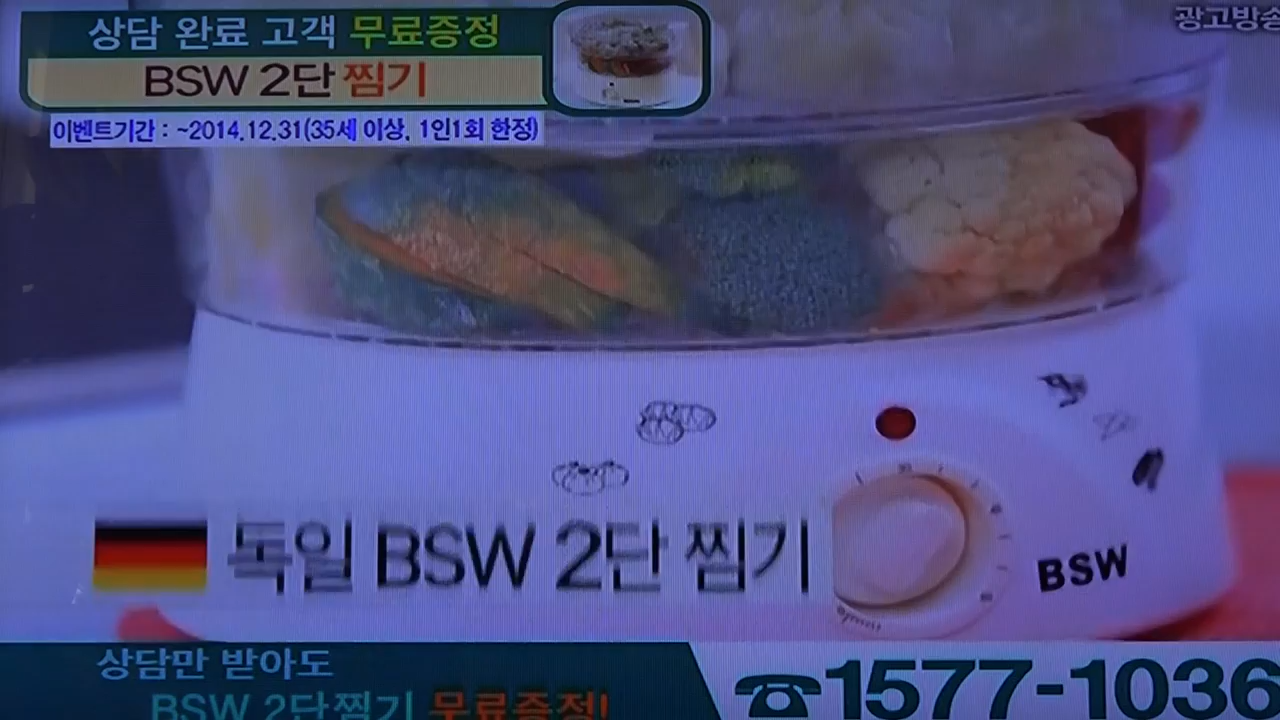 상담 완료 고객 무료증정
BSW 2단 찜기
광고방송
이벤트기간 : ~2014.12.31(35세 이상, 1인1회 한정)
BSW
독일 BSW 2단 찜기
상담만 받아도
BSW 2단찜기 무료증정!
☎1577-1036